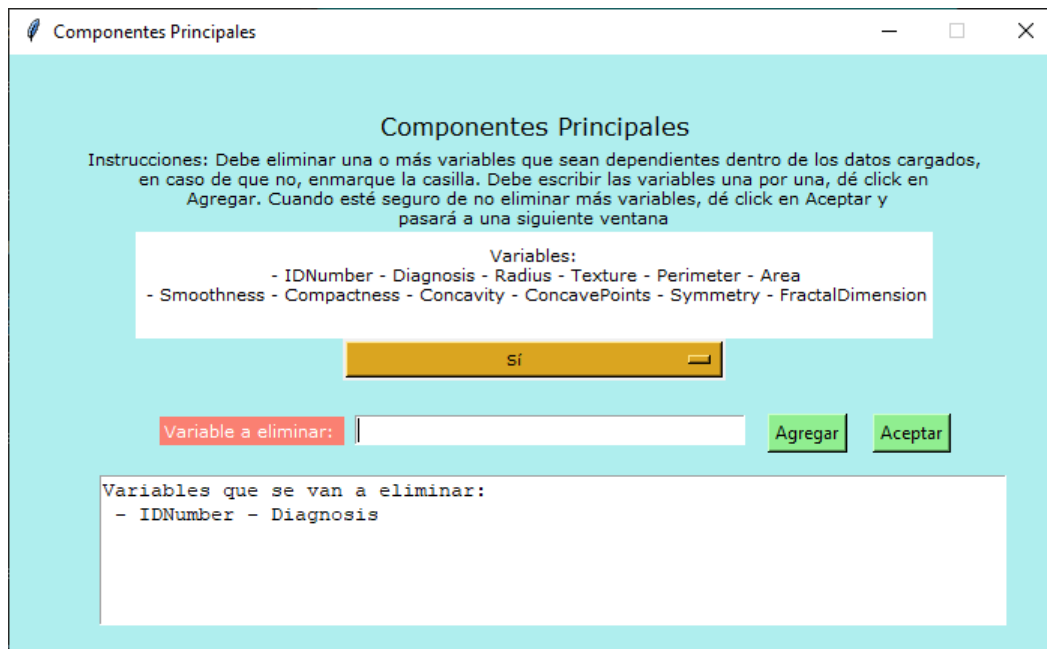 Componentes Principales
Componentes Principales
Instrucciones: Debe eliminar una o más variables que sean dependientes dentro de los datos cargados,
en caso de que no, enmarque la casilla. Debe escribir las variables una por una, dé click en
Agregar. Cuando esté seguro de no eliminar más variables, dé click en Aceptar y
pasará a una siguiente ventana
Variables:
- IDNumber - Diagnosis - Radius - Texture - Perimeter - Area
- Smoothness - Compactness - Concavity - ConcavePoints - Symmetry - FractalDimension
Sí
Variable a eliminar: Agregar Aceptar
Variables que se van a eliminar:
- IDNumber - Diagnosis